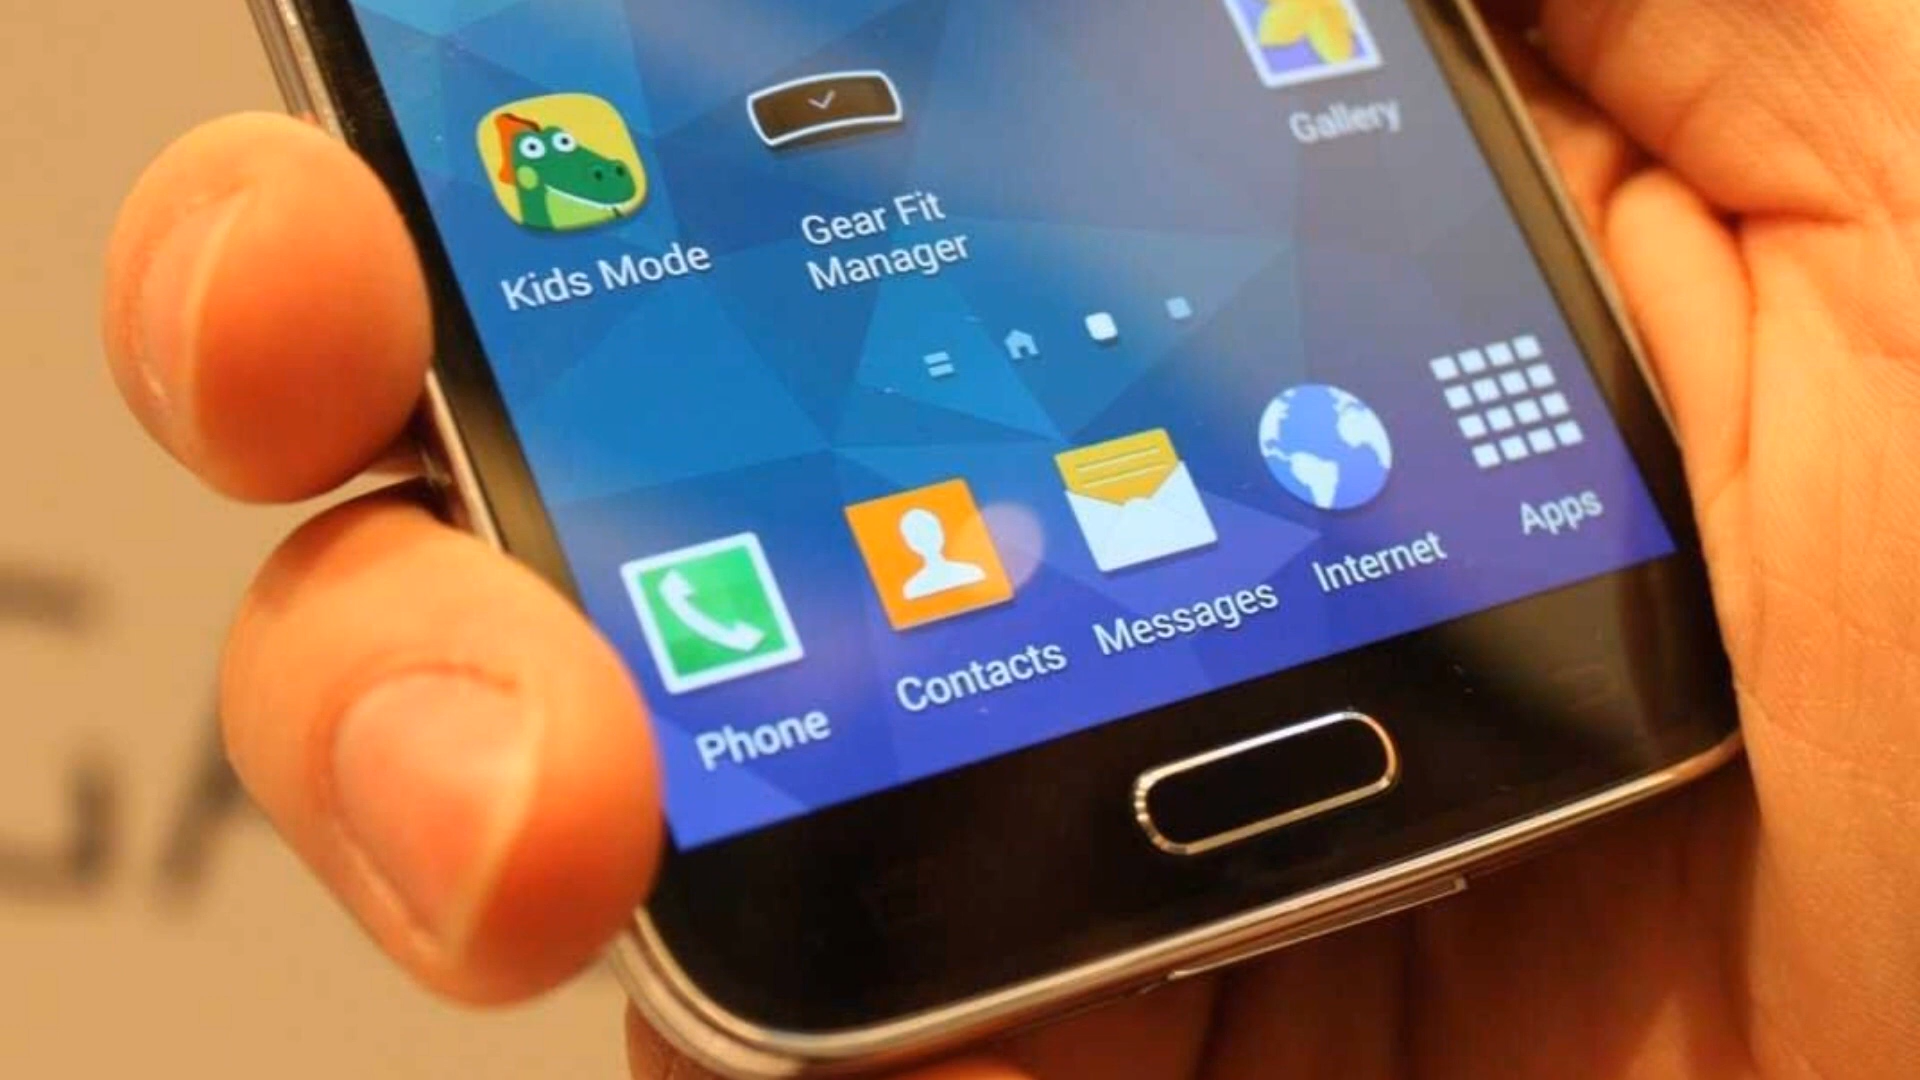 Gallery
Kids Mode
Gear Fit
Manager
Phone
Contacts
Messages
Internet
Apps